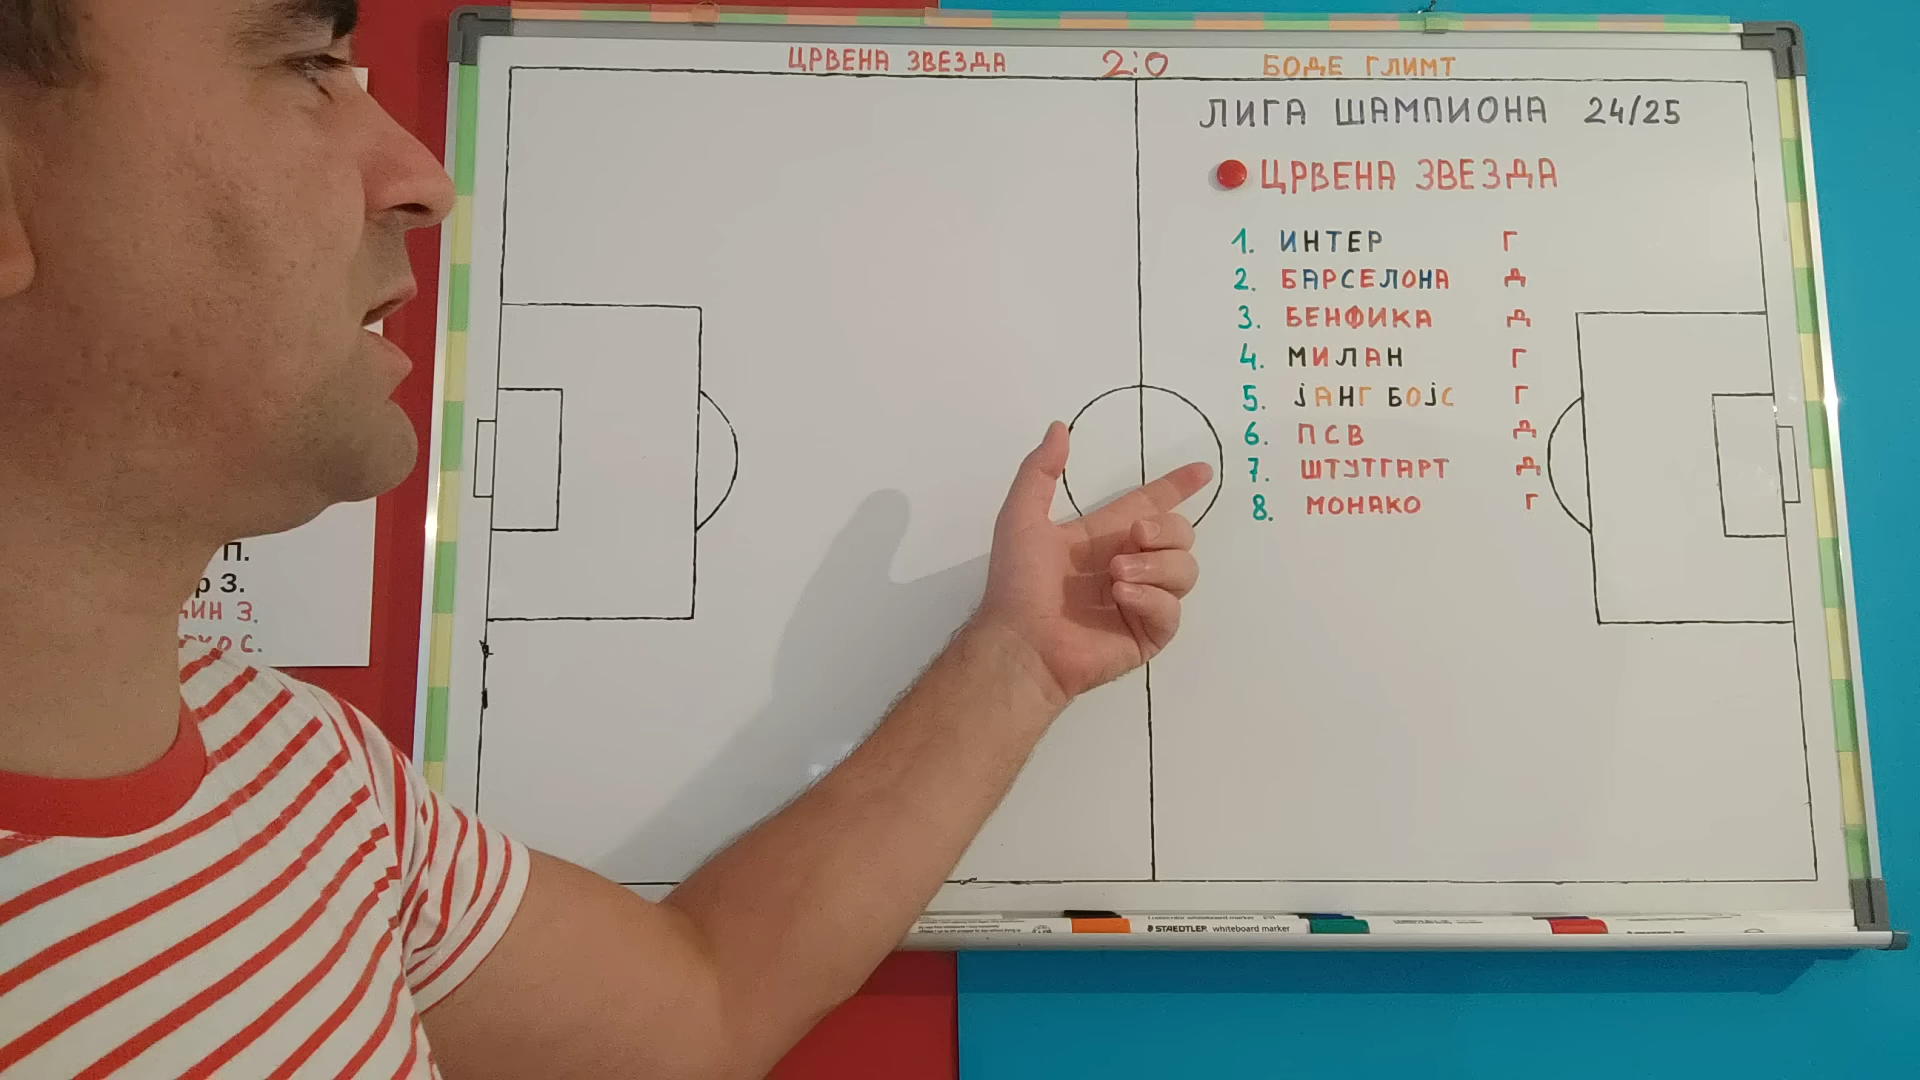 ЦРВЕНА ЗВЕЗДА 2:0 БОДЕ ГЛИМТ
ЛИГА ШАМПИОНА 24/25
ЦРВЕНА ЗВЕЗДА
1. ИНТЕР Г
2. БАРСЕЛОНА Д
3. БЕНФИКА Д
4. МИЛАН Г
5. ЈАНГ БОЈС Г
6. ПСВ Д
7. ШТУТГАРТ Д
8. МОНАКО Г
П.
З.
З.
С.
STAEDTLER whiteboard marker